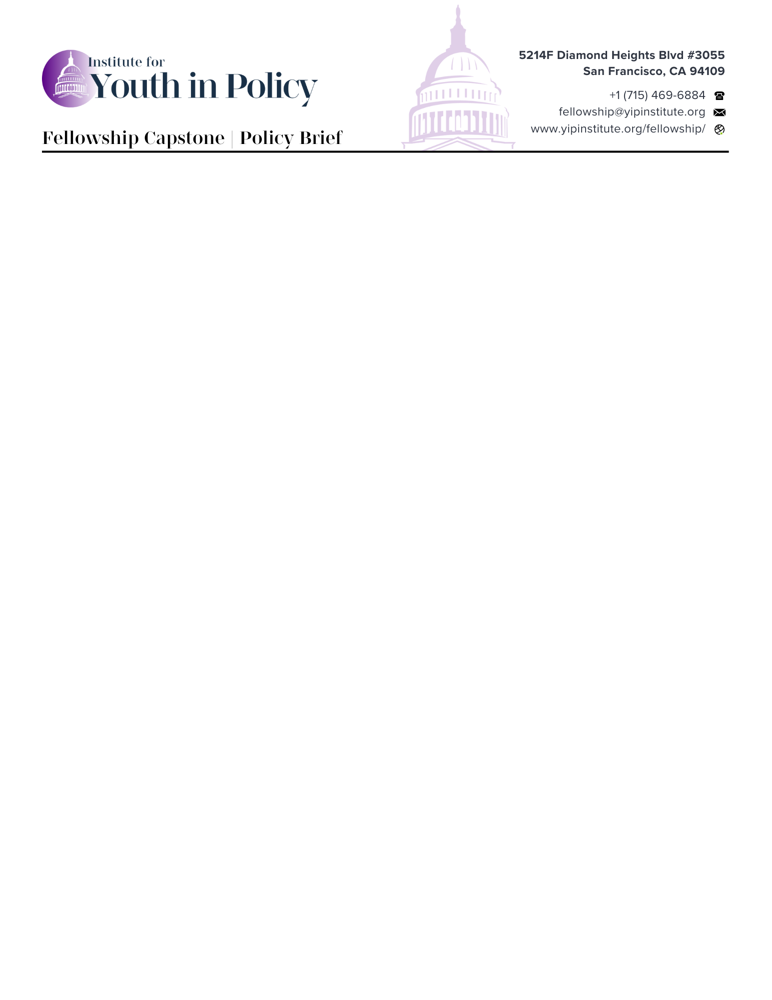 Institute for
Youth in Policy
Fellowship Capstone | Policy Brief
5214F Diamond Heights Blvd #3055
San Francisco, CA 94109
+1 (715) 469-6884
fellowship@yipinstitute.org
www.yipinstitute.org/fellowship/